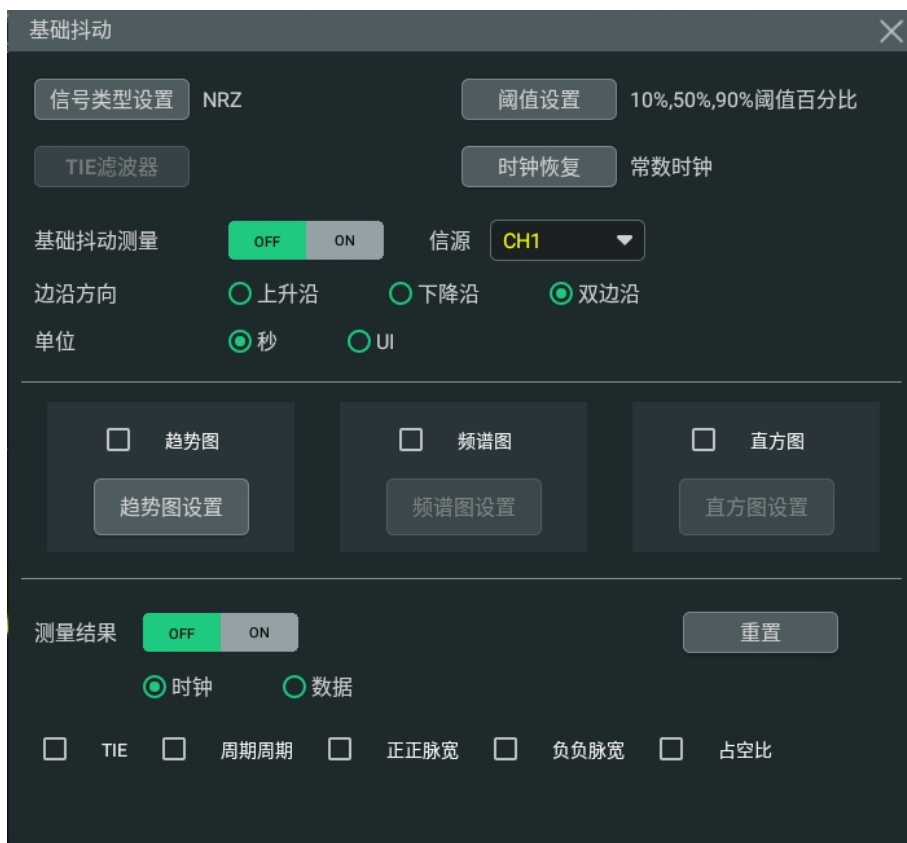 基础抖动
信号类型设置 NRZ 阈值设置 10%,50%,90%阈值百分比
TIE滤波器 时钟恢复 常数时钟
基础抖动测量 OFF ON 信源 CH1
边沿方向 上升沿 下降沿 双边沿
单位 秒 UI
趋势图 频谱图 直方图
趋势图设置 频谱图设置 直方图设置
测量结果 OFF ON 重置
时钟 数据
TIE 周期周期 正正脉宽 负负脉宽 占空比